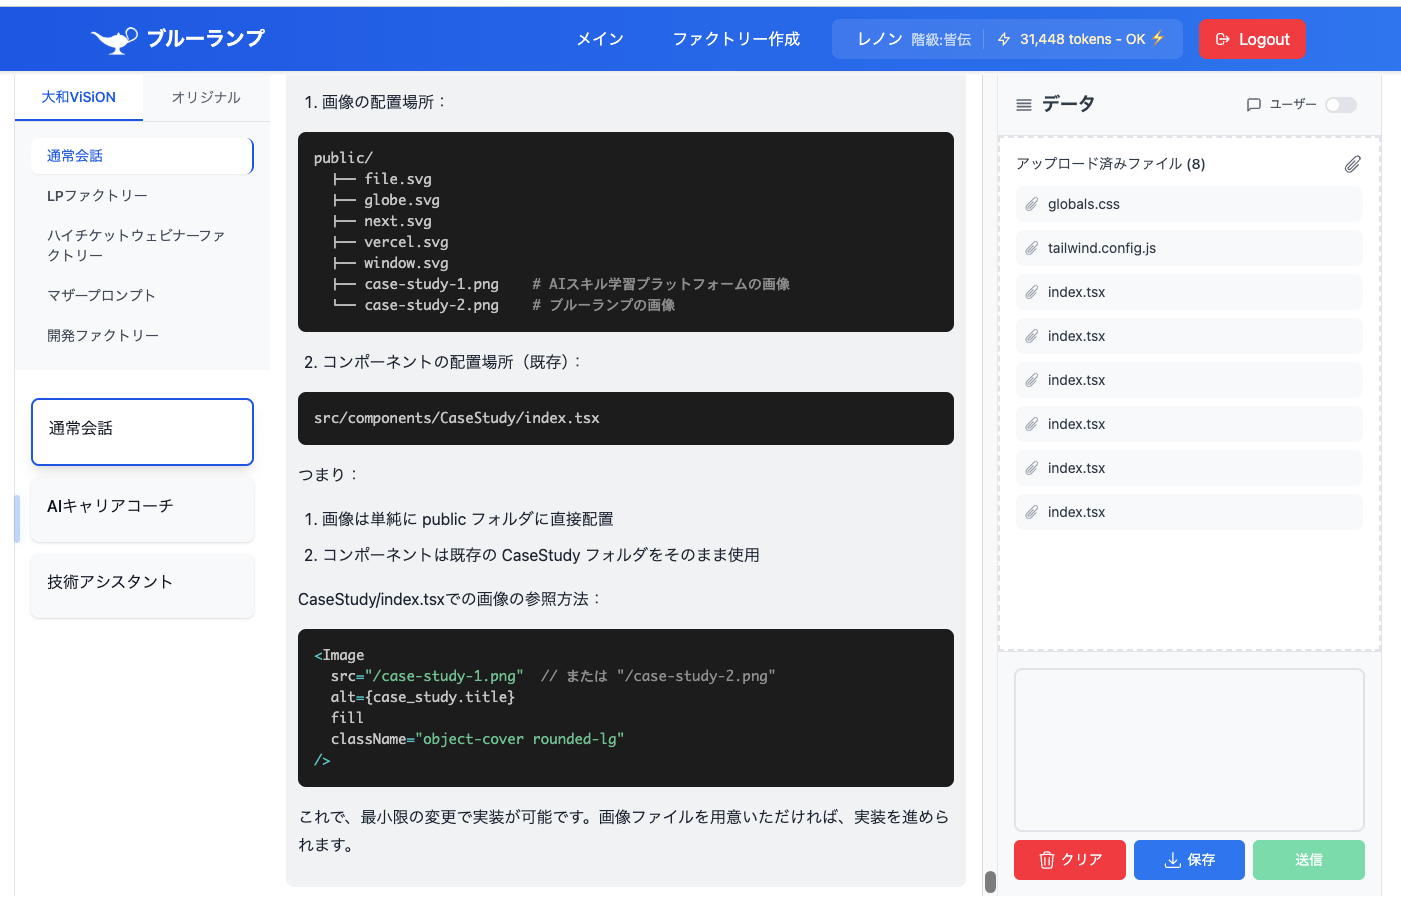 ブルーランプ
メイン
ファクトリー作成
レノン 階級:皆伝
31,448 tokens - OK⚡
Logout
大和ViSiON
オリジナル
通常会話
LPファクトリー
ハイチケットウェビナーファ
クトリー
マザープロンプト
開発ファクトリー
通常会話
AIキャリアコーチ
技術アシスタント
1. 画像の配置場所：
public/
├── file.svg
├── globe.svg
├── next.svg
├── vercel.svg
├── window.svg
├── case-study-1.png    # AIスキル学習プラットフォームの画像
└── case-study-2.png    # ブルーランプの画像
2. コンポーネントの配置場所（既存）：
src/components/CaseStudy/index.tsx
つまり：
1. 画像は単純に public フォルダに直接配置
2. コンポーネントは既存の CaseStudy フォルダをそのまま使用
CaseStudy/index.tsxでの画像の参照方法：
<Image
src="/case-study-1.png"  // または "/case-study-2.png"
alt={case_study.title}
fill
className="object-cover rounded-lg"
/>
これで、最小限の変更で実装が可能です。画像ファイルを用意いただければ、実装を進めら
れます。
データ
ユーザー
アップロード済みファイル (8)
globals.css
tailwind.config.js
index.tsx
index.tsx
index.tsx
index.tsx
index.tsx
index.tsx
クリア
保存
送信